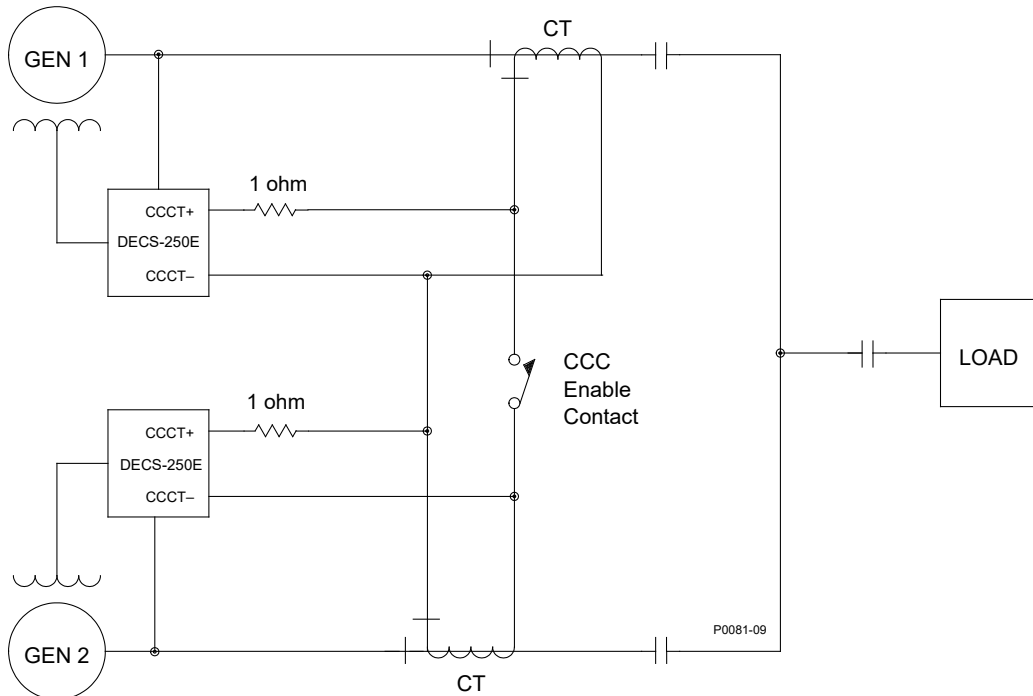 CT
GEN 1
1 ohm
CCCT+
DECS-250E
CCCT–
CCC
Enable
Contact
LOAD
1 ohm
CCCT+
DECS-250E
CCCT–
P0081-09
GEN 2
CT